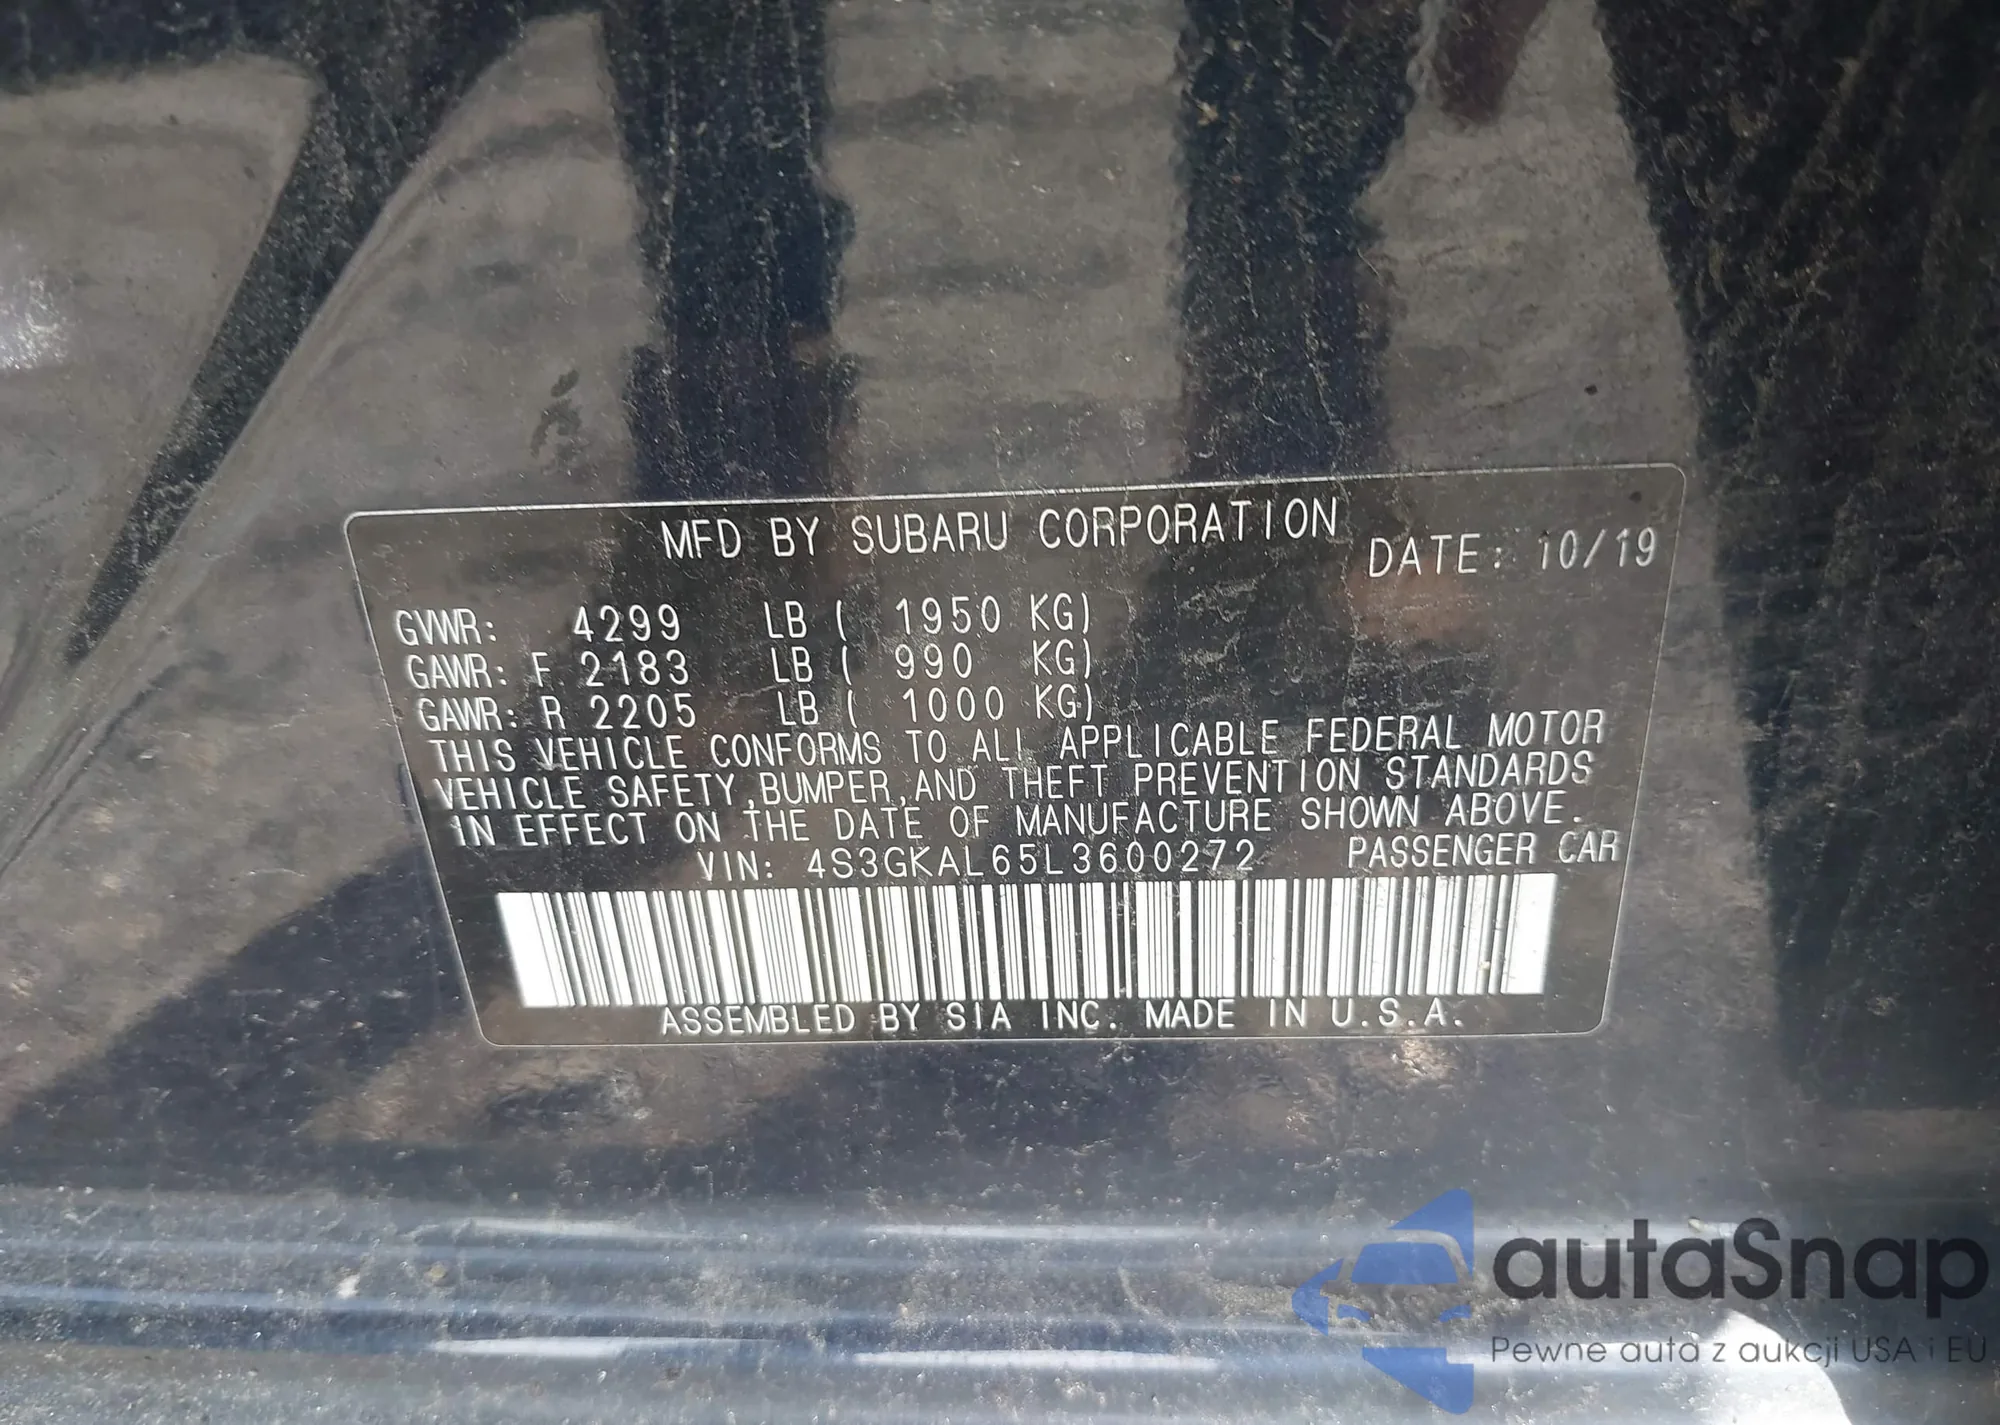 MFD BY SUBARU CORPORATION
DATE: 10/19
GVWR: 4299 LB ( 1950 KG)
GAWR: F 2183 LB ( 990 KG)
GAWR: R 2205 LB ( 1000 KG)
THIS VEHICLE CONFORMS TO ALL APPLICABLE FEDERAL MOTOR
VEHICLE SAFETY,BUMPER,AND THEFT PREVENTION STANDARDS
IN EFFECT ON THE DATE OF MANUFACTURE SHOWN ABOVE.
VIN: 4S3GKAL65L3600272 PASSENGER CAR
ASSEMBLED BY SIA INC. MADE IN U.S.A.
autaSnap
Pewne auta z aukcji USA i EU